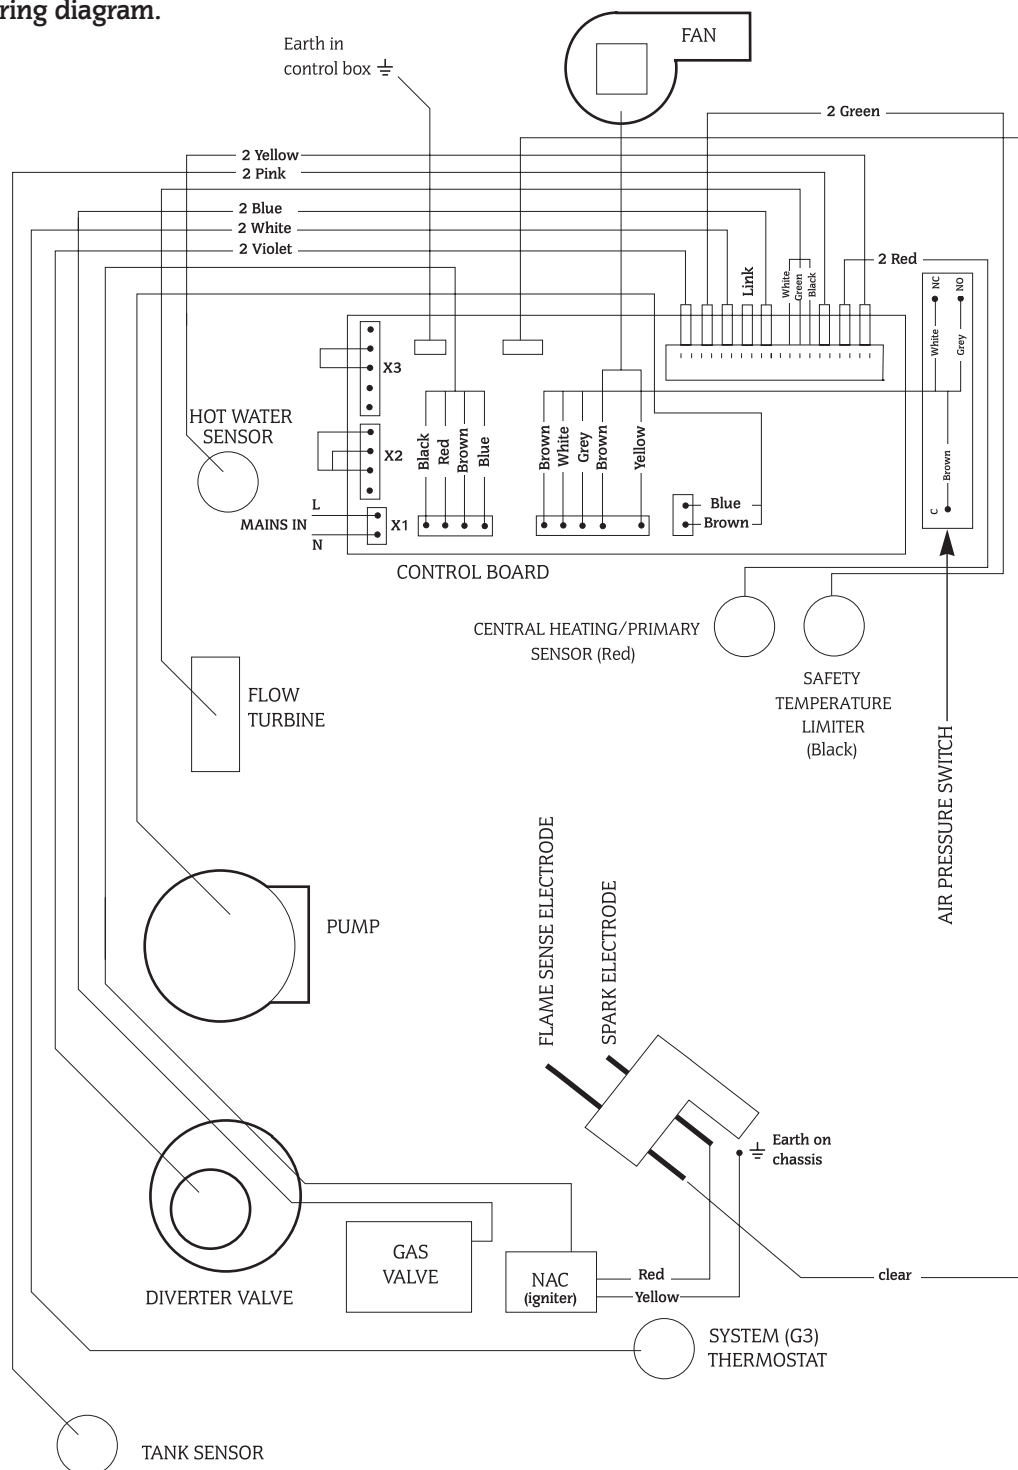 ring diagram.
Earth in
control box
FAN
2 Green
2 Yellow
2 Pink
2 Blue
2 White
2 Violet
2 Red
Link
White
Green
Black
NC
NO
White
Grey
Brown
C
X3
X2
X1
HOT WATER
SENSOR
L
MAINS IN
N
Black
Red
Brown
Blue
Brown
White
Grey
Brown
Yellow
Blue
Brown
CONTROL BOARD
CENTRAL HEATING/PRIMARY
SENSOR (Red)
SAFETY
TEMPERATURE
LIMITER
(Black)
AIR PRESSURE SWITCH
FLOW
TURBINE
PUMP
FLAME SENSE ELECTRODE
SPARK ELECTRODE
Earth on
chassis
GAS
VALVE
NAC
(igniter)
Red
Yellow
clear
DIVERTER VALVE
SYSTEM (G3)
THERMOSTAT
TANK SENSOR